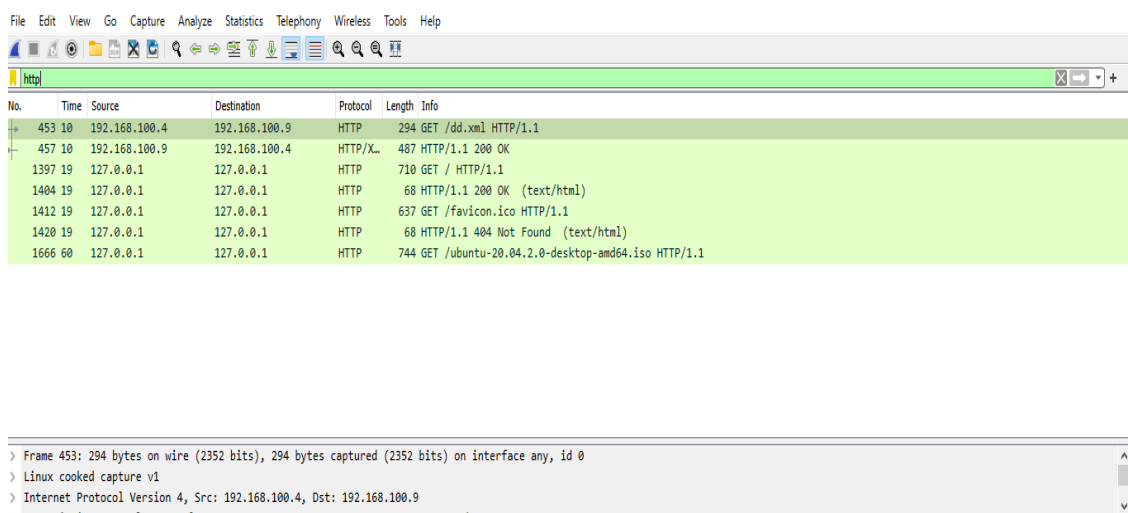 File Edit View Go Capture Analyze Statistics Telephony Wireless Tools Help
http
No. Time Source Destination Protocol Length Info
453 10 192.168.100.4 192.168.100.9 HTTP 294 GET /dd.xml HTTP/1.1
457 10 192.168.100.9 192.168.100.4 HTTP/X… 487 HTTP/1.1 200 OK
1397 19 127.0.0.1 127.0.0.1 HTTP 710 GET / HTTP/1.1
1404 19 127.0.0.1 127.0.0.1 HTTP 68 HTTP/1.1 200 OK (text/html)
1412 19 127.0.0.1 127.0.0.1 HTTP 637 GET /favicon.ico HTTP/1.1
1420 19 127.0.0.1 127.0.0.1 HTTP 68 HTTP/1.1 404 Not Found (text/html)
1666 60 127.0.0.1 127.0.0.1 HTTP 744 GET /ubuntu-20.04.2.0-desktop-amd64.iso HTTP/1.1
> Frame 453: 294 bytes on wire (2352 bits), 294 bytes captured (2352 bits) on interface any, id 0
> Linux cooked capture v1
> Internet Protocol Version 4, Src: 192.168.100.4, Dst: 192.168.100.9